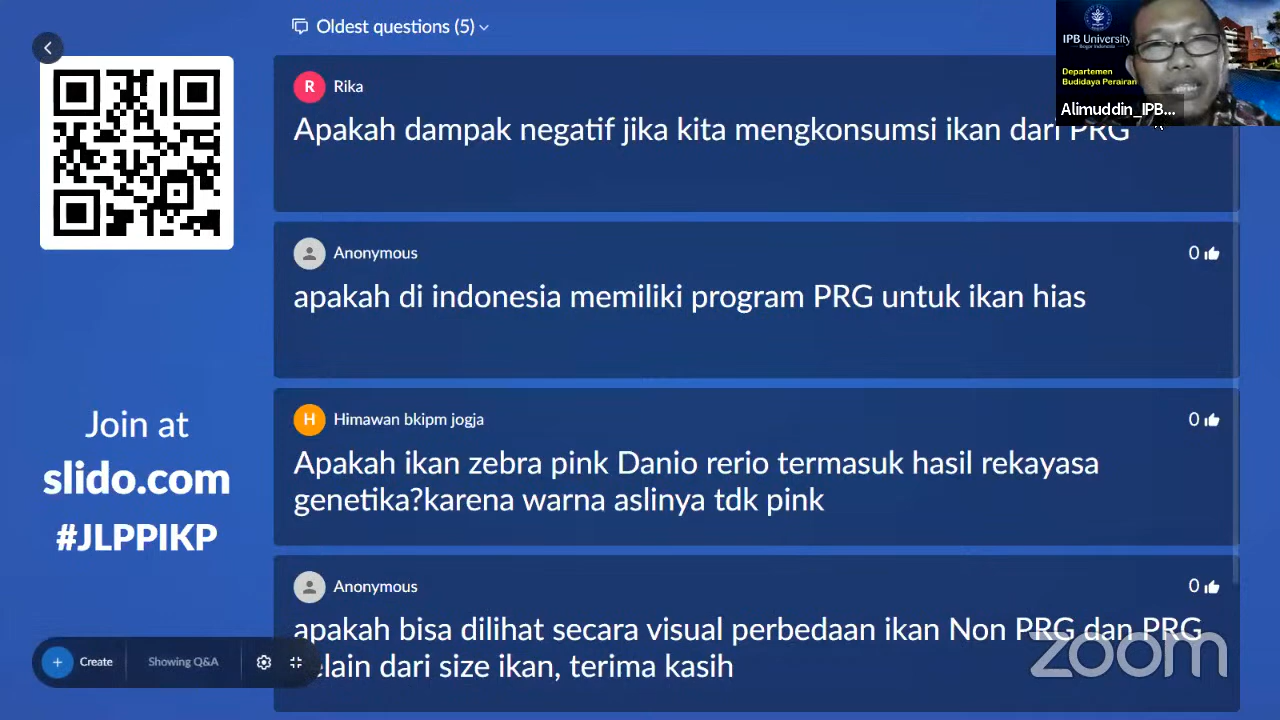 Oldest questions (5)
R
Rika
Apakah dampak negatif jika kita mengkonsumsi ikan dari PRG
Anonymous
0
apakah di indonesia memiliki program PRG untuk ikan hias
H
Himawan bkipm jogja
0
Apakah ikan zebra pink Danio rerio termasuk hasil rekayasa
genetika?karena warna aslinya tdk pink
Anonymous
0
apakah bisa dilihat secara visual perbedaan ikan Non PRG dan PRG
elain dari size ikan, terima kasih
Join at
slido.com
#JLPPIKP
+ Create
Showing Q&A
IPB University
Bogor Indonesia
Departemen
Budidaya Perairan
Alimuddin_IPB...
zoom